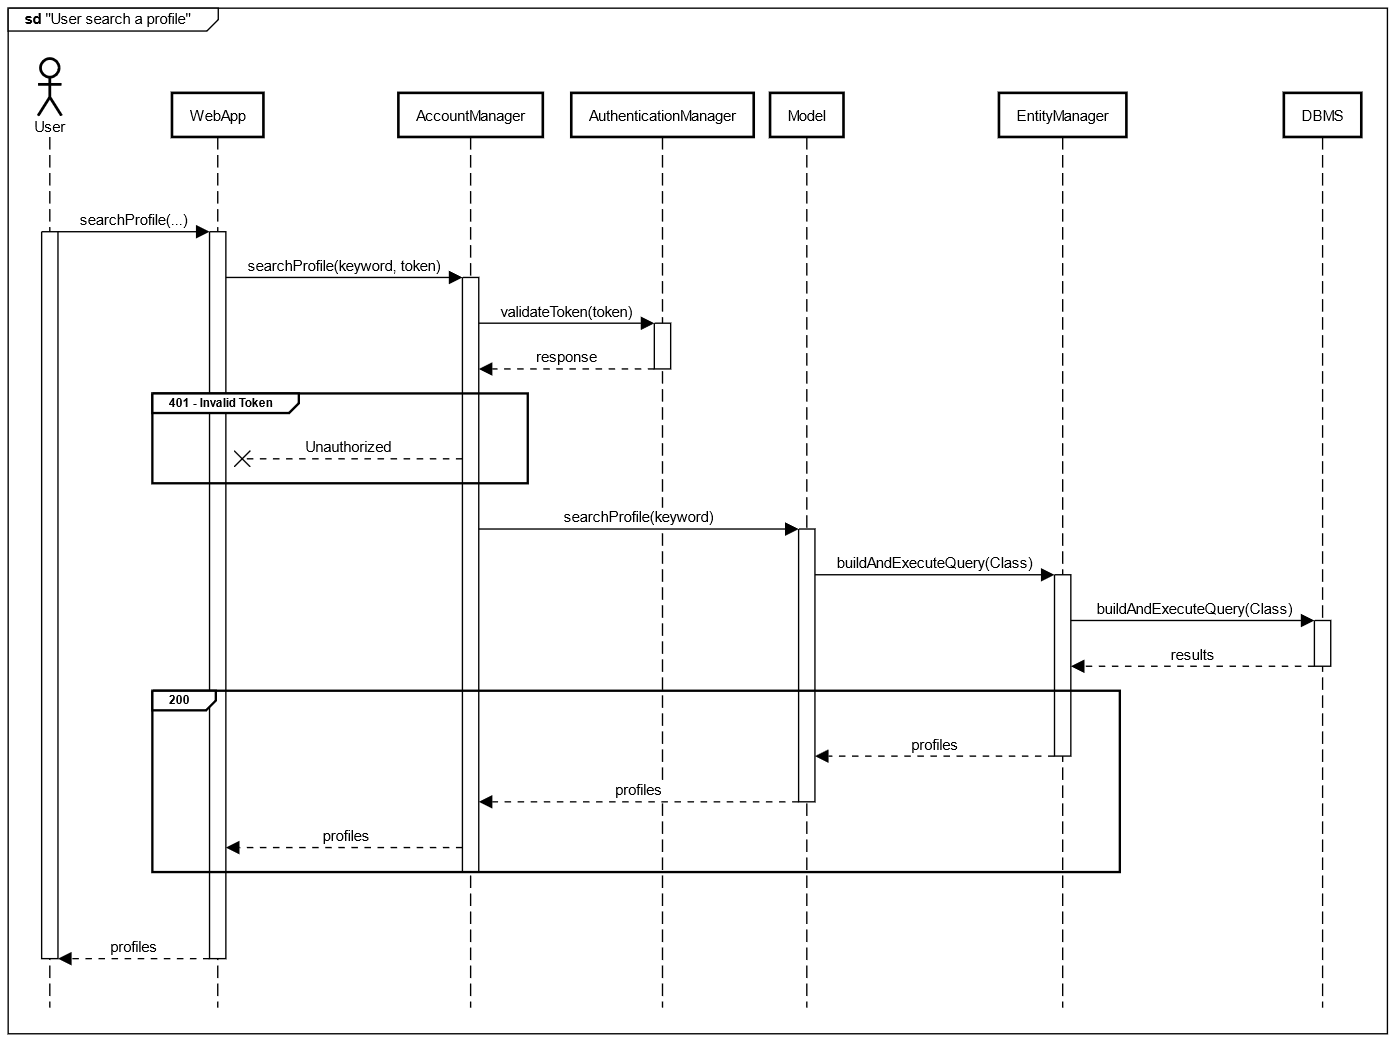 sd "User search a profile"
User
WebApp
AccountManager
AuthenticationManager
Model
EntityManager
DBMS
searchProfile(...)
searchProfile(keyword, token)
validateToken(token)
response
401 - Invalid Token
Unauthorized
searchProfile(keyword)
buildAndExecuteQuery(Class)
buildAndExecuteQuery(Class)
results
200
profiles
profiles
profiles
profiles